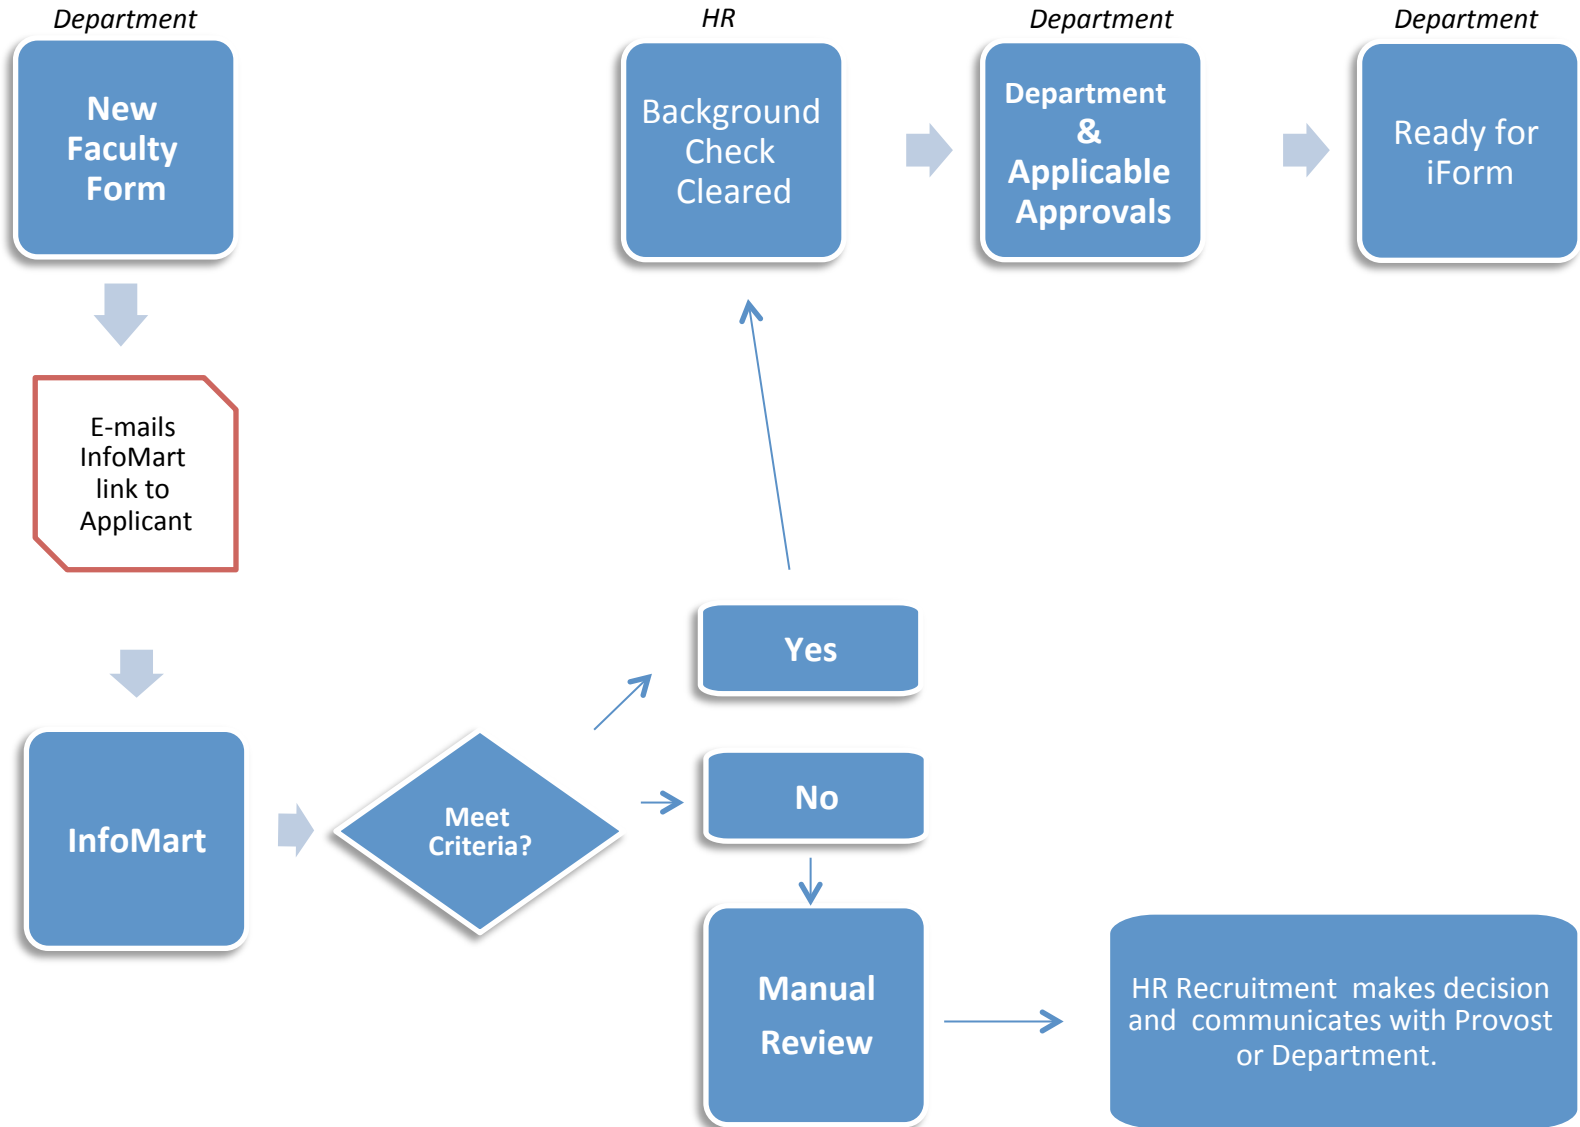 Department
HR
Department
Department
New
Faculty
Form
Background
Check
Cleared
Department
&
Applicable
Approvals
Ready for
iForm
E-mails
InfoMart
link to
Applicant
Yes
No
InfoMart
Meet
Criteria?
Manual
Review
HR Recruitment  makes decision
and  communicates with Provost
or Department.